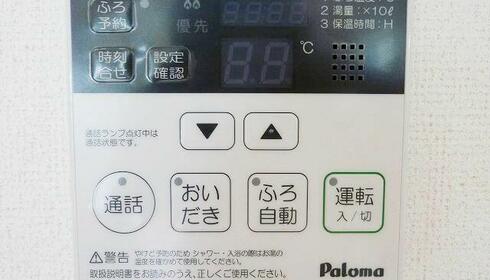 ふろ
予約
優先
2 湯量：×10ℓ
3 保温時間：H
時刻
合せ
設定
確認
℃
通話ランプ点灯中は
通話状態です。
▼
▲
通話
おい
だき
ふろ
自動
運転
入／切
⚠警告
やけど予防のため シャワー・入浴の際はお湯の
温度を確かめて使用してください。
取扱説明書をお読みのうえ、正しくご使用ください。
Paloma